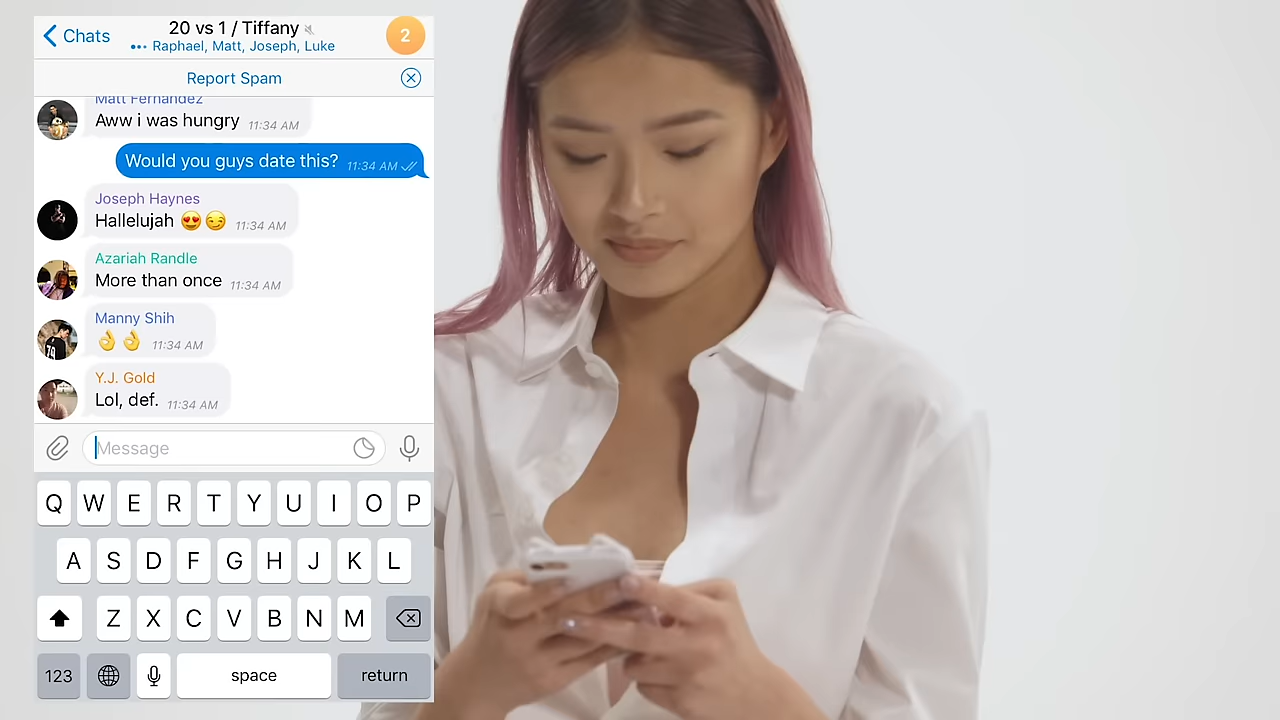 Chats
20 vs 1 / Tiffany
Raphael, Matt, Joseph, Luke
2
Report Spam
Matt Fernandez
Aww i was hungry 11:34 AM
Would you guys date this? 11:34 AM
Joseph Haynes
Hallelujah 😍😏 11:34 AM
Azariah Randle
More than once 11:34 AM
Manny Shih
👌👌 11:34 AM
Y.J. Gold
Lol, def. 11:34 AM
Message
Q W E R T Y U I O P
A S D F G H J K L
Z X C V B N M
123 space return